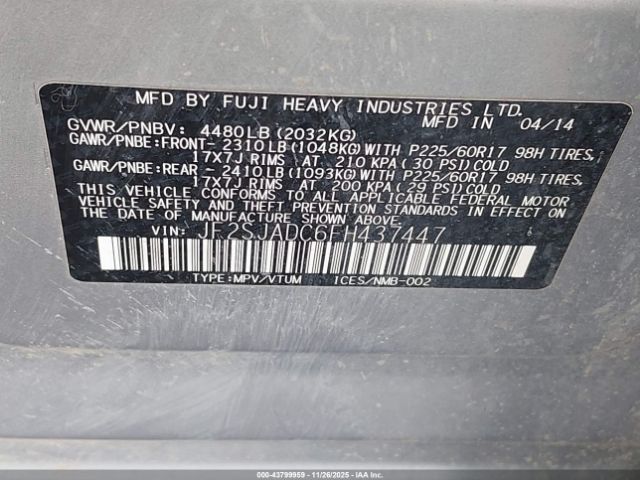 MFD BY FUJI HEAVY INDUSTRIES LTD.
MFD IN 04/14
GVWR/PNBV: 4480LB(2032KG)
GAWR/PNBE:FRONT- 2310LB(1048KG)WITH P225/60R17 98H TIRES,
17X7J RIMS AT 210 KPA(30 PSI)COLD
GAWR/PNBE:REAR - 2410LB(1093KG)WITH P225/60R17 98H TIRES,
17X7J RIMS AT 200 KPA(29 PSI)COLD
THIS VEHICLE CONFORMS TO ALL APPLICABLE FEDERAL MOTOR
VEHICLE SAFETY AND THEFT PREVENTION STANDARDS IN EFFECT
ON THE DATE OF MANUFACTURE SHOWN ABOVE.
VIN: JF2SJADC6FH437447
TYPE:MPV/VTUM ICES/NMB-002
000-43799959 | 11/26/2025 - iaai.ca